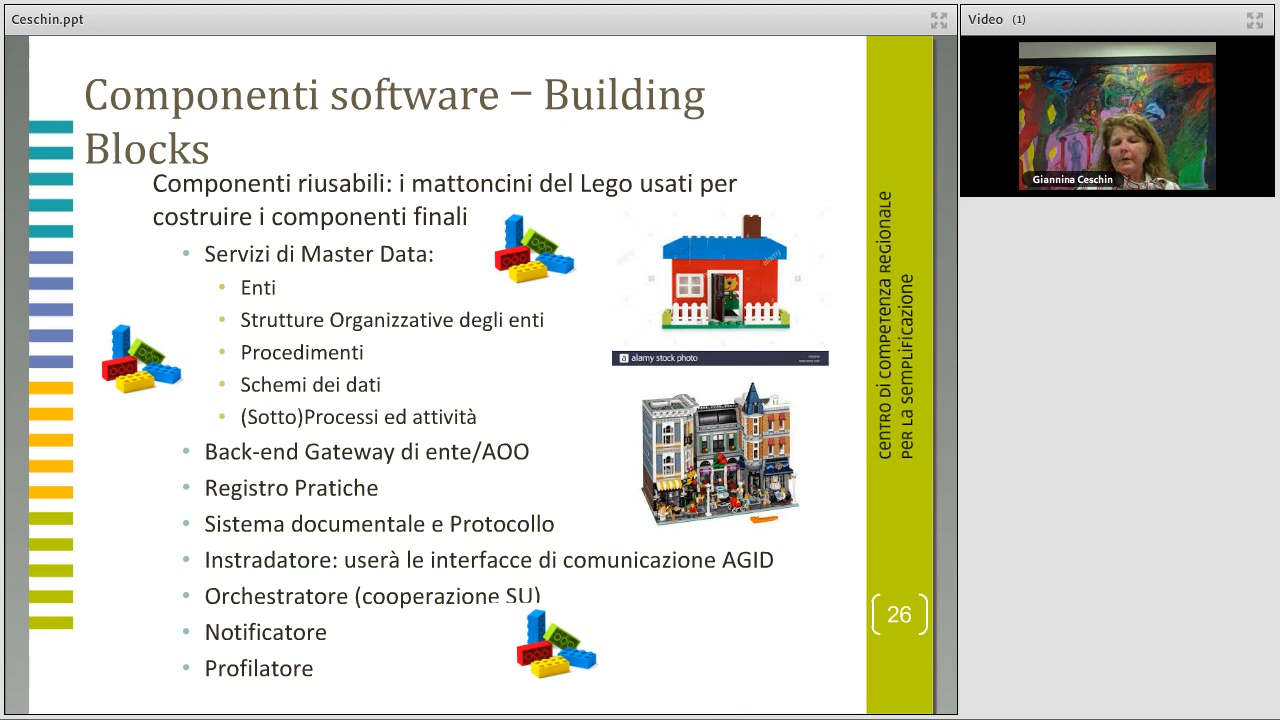 Ceschin.ppt
Video (1)
Componenti software – Building
Blocks
Componenti riusabili: i mattoncini del Lego usati per
costruire i componenti finali
• Servizi di Master Data:
• Enti
• Strutture Organizzative degli enti
• Procedimenti
• Schemi dei dati
• (Sotto)Processi ed attività
• Back-end Gateway di ente/AOO
• Registro Pratiche
• Sistema documentale e Protocollo
• Instradatore: userà le interfacce di comunicazione AGID
• Orchestratore (cooperazione SU)
• Notificatore
• Profilatore
alamy
a alamy stock photo
CENTRO DI COMPETENZA REGIONALE
PER LA SEMPLIFICAZIONE
26
Giannina Ceschin